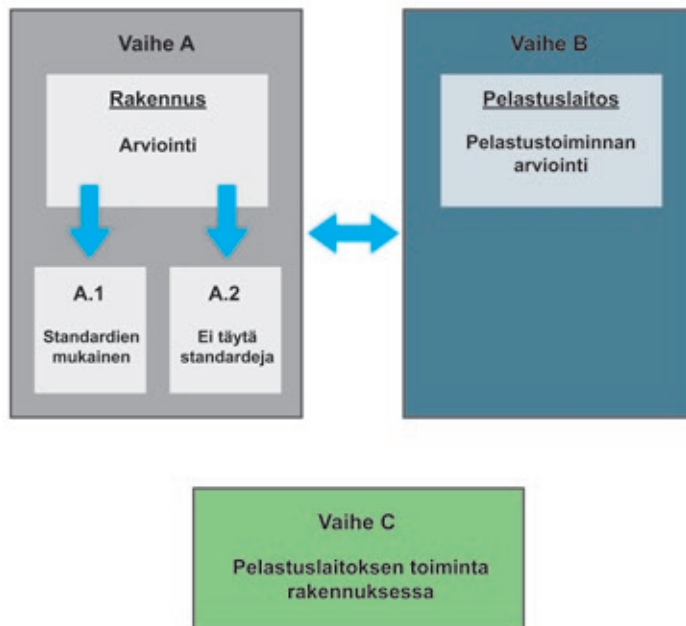 Vaihe A
Rakennus
Arviointi
A.1
Standardien
mukainen
A.2
Ei täytä
standardeja
Vaihe B
Pelastuslaitos
Pelastustoiminnan
arviointi
Vaihe C
Pelastuslaitoksen toiminta
rakennuksessa